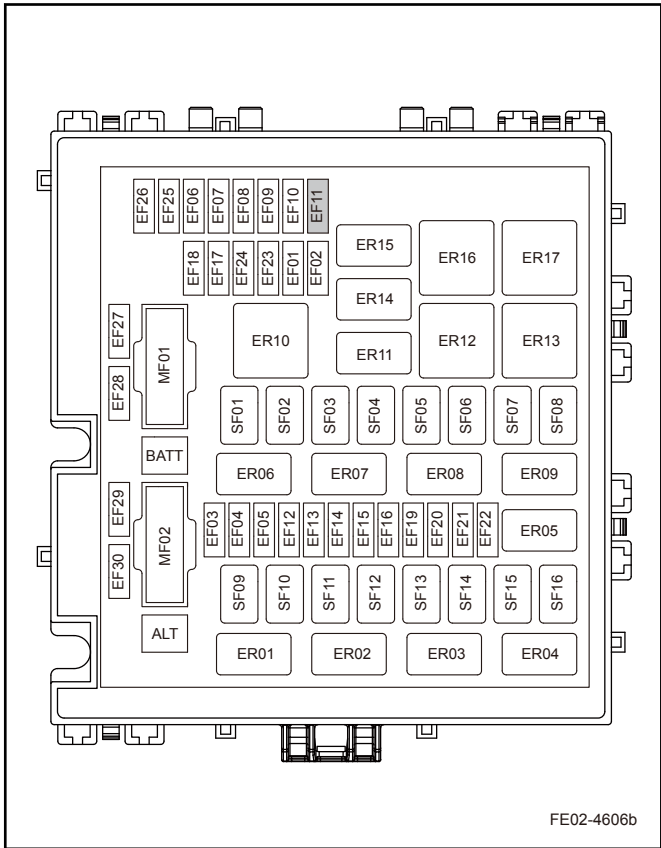 EF26 EF25 EF06 EF07 EF08 EF09 EF10 EF11
EF18 EF17 EF24 EF23 EF01 EF02
ER15 ER16 ER17
ER14
EF27 MF01 ER10 ER11 ER12 ER13
EF28
SF01 SF02 SF03 SF04 SF05 SF06 SF07 SF08
BATT
ER06 ER07 ER08 ER09
EF29 MF02
EF03 EF04 EF05 EF12 EF13 EF14 EF15 EF16 EF19 EF20 EF21 EF22 ER05
EF30
SF09 SF10 SF11 SF12 SF13 SF14 SF15 SF16
ALT
ER01 ER02 ER03 ER04
FE02-4606b